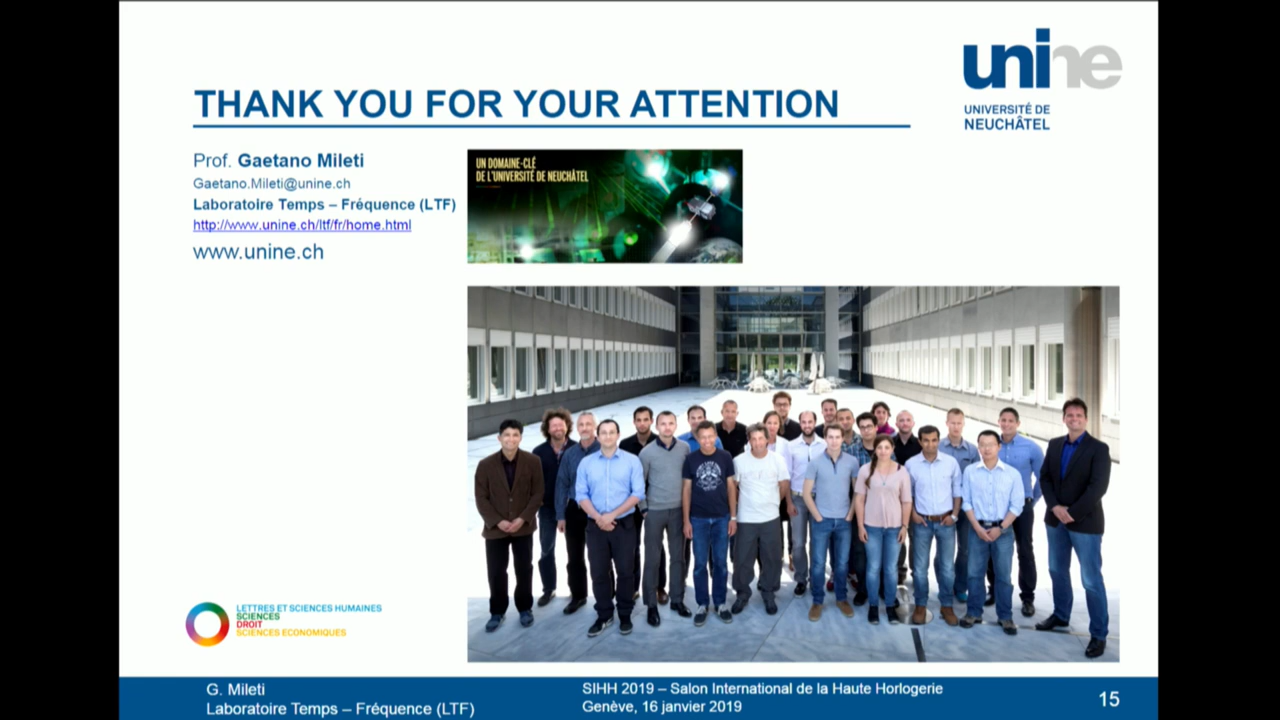 unine
UNIVERSITÉ DE
NEUCHÂTEL
THANK YOU FOR YOUR ATTENTION
Prof. Gaetano Mileti
Gaetano.Mileti@unine.ch
Laboratoire Temps – Fréquence (LTF)
http://www.unine.ch/ltf/fr/home.html
www.unine.ch
UN DOMAINE-CLÉ
DE L'UNIVERSITÉ DE NEUCHÂTEL
LETTRES ET SCIENCES HUMAINES
SCIENCES
DROIT
SCIENCES ECONOMIQUES
G. Mileti
Laboratoire Temps – Fréquence (LTF)
SIHH 2019 – Salon International de la Haute Horlogerie
Genève, 16 janvier 2019
15